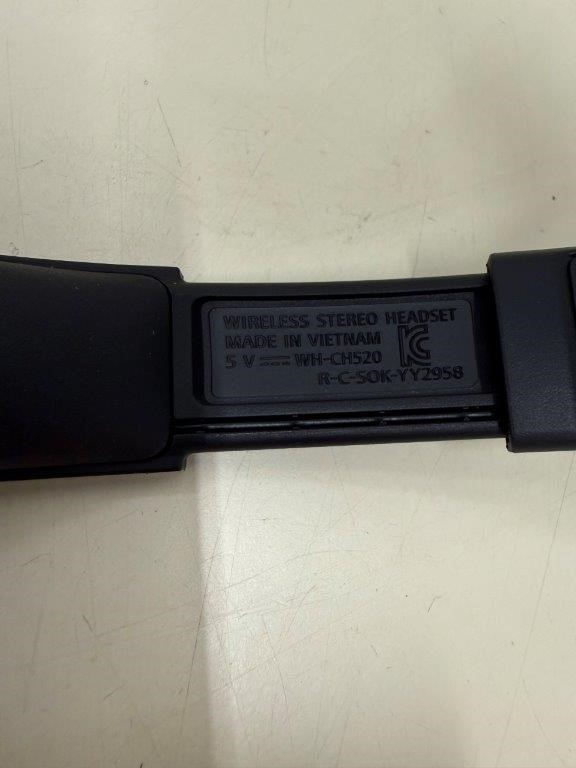 WIRELESS STEREO HEADSET
MADE IN VIETNAM
5 V ⎓ WH-CH520
R-C-SOK-YY2958